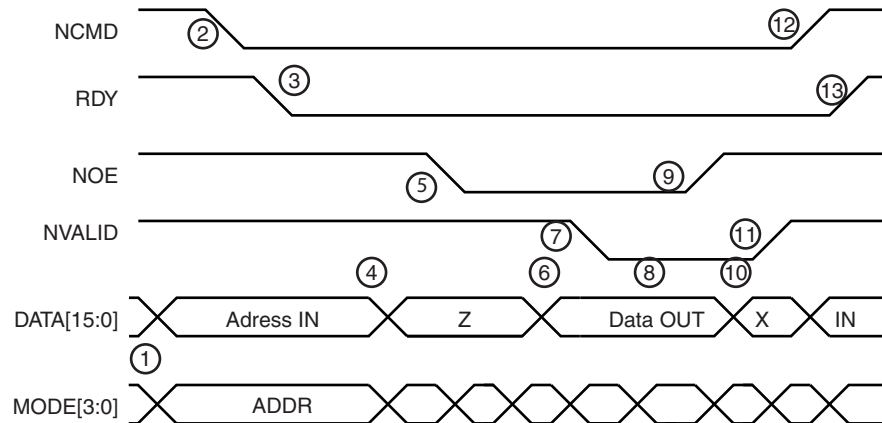 NCMD
2
12
RDY
3
13
NOE
5
9
NVALID
7
11
4
6
8
10
DATA[15:0]
Adress IN
Z
Data OUT
X
IN
1
MODE[3:0]
ADDR